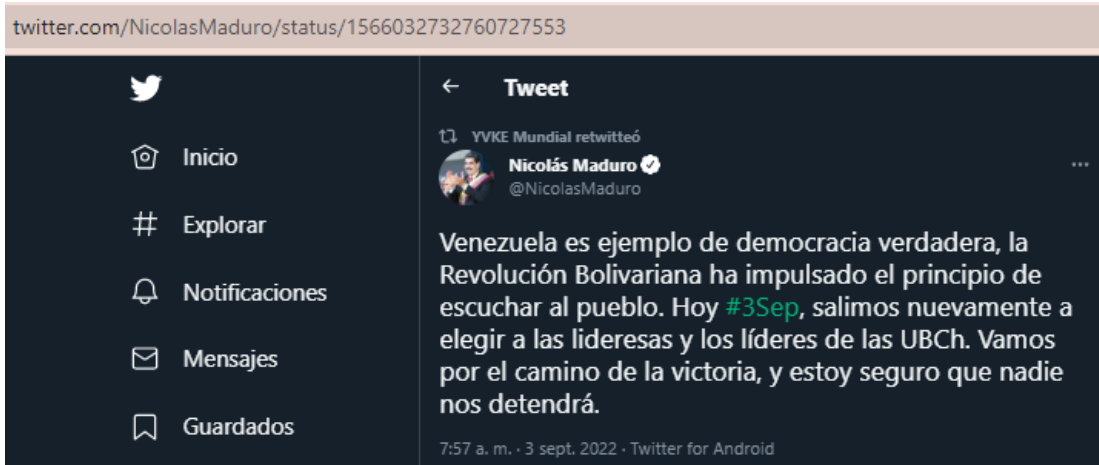 twitter.com/NicolasMaduro/status/1566032732760727553
Tweet
YVKE Mundial retwitteó
Nicolás Maduro
@NicolasMaduro
Inicio
Explorar
Notificaciones
Mensajes
Guardados
Venezuela es ejemplo de democracia verdadera, la
Revolución Bolivariana ha impulsado el principio de
escuchar al pueblo. Hoy #3Sep, salimos nuevamente a
elegir a las lideresas y los líderes de las UBCh. Vamos
por el camino de la victoria, y estoy seguro que nadie
nos detendrá.
7:57 a. m. · 3 sept. 2022 · Twitter for Android